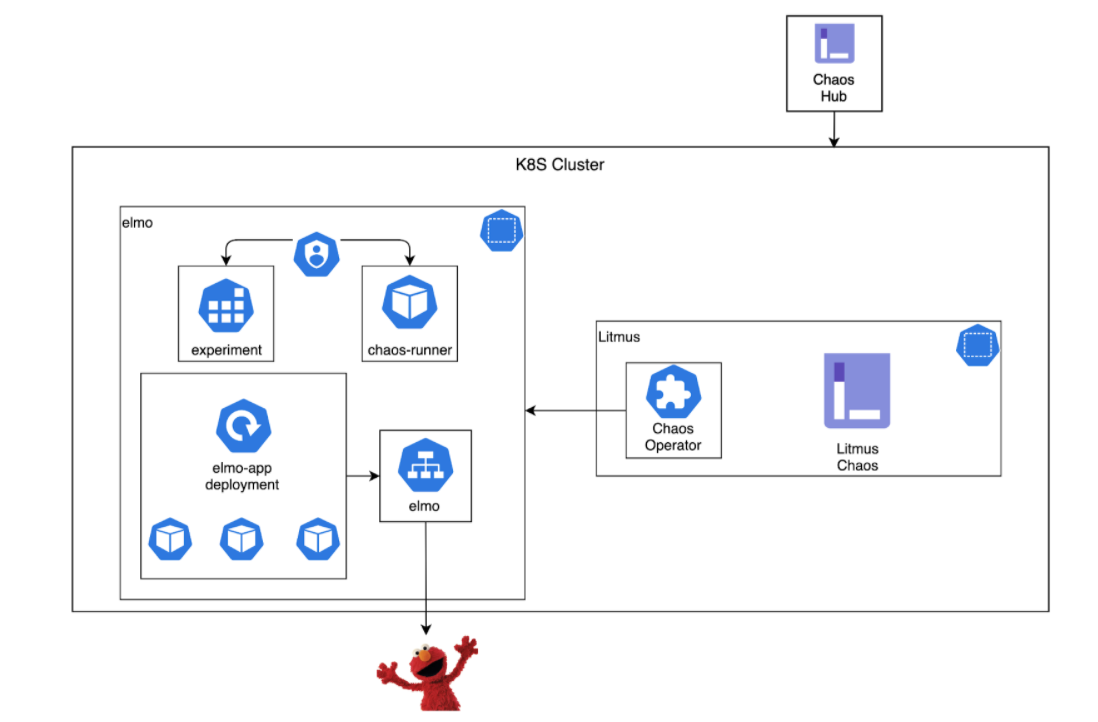 Chaos
Hub
K8S Cluster
elmo
experiment
chaos-runner
Litmus
Chaos
Operator
Litmus
Chaos
elmo-app
deployment
elmo